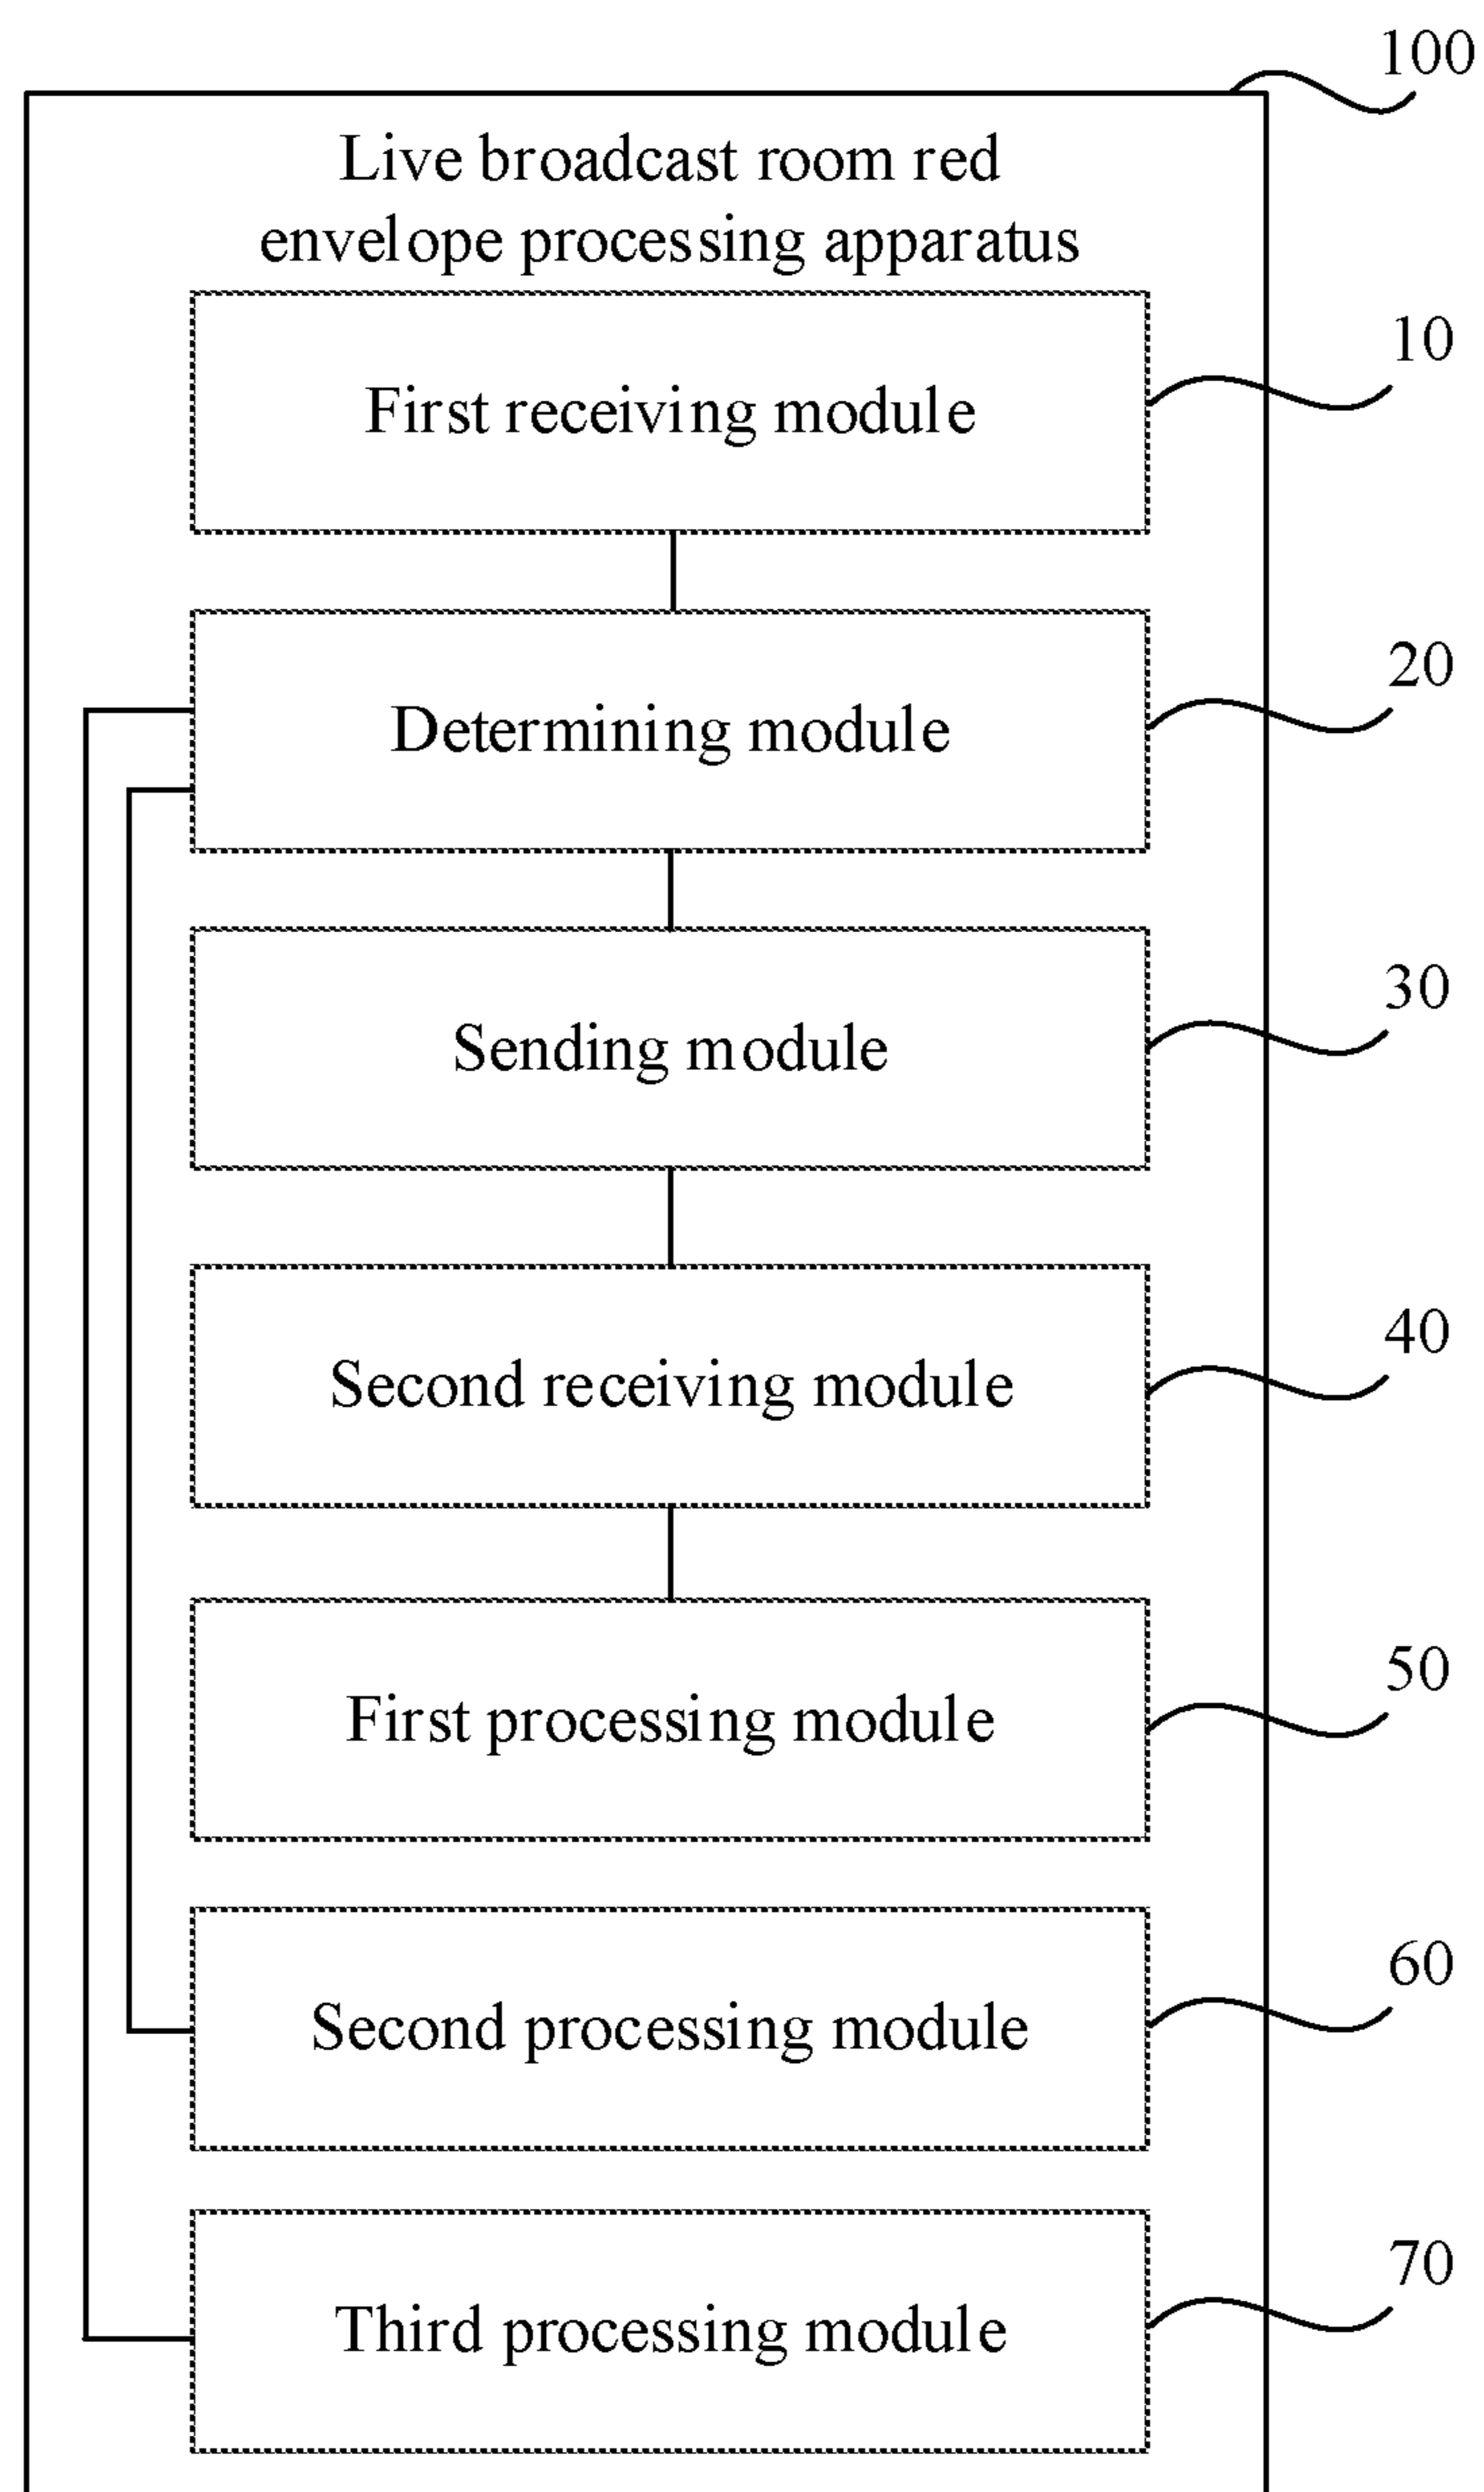 100
Live broadcast room red
envelope processing apparatus
10
First receiving module
20
Determining module
30
Sending module
40
Second receiving module
50
First processing module
60
Second processing module
70
Third processing module